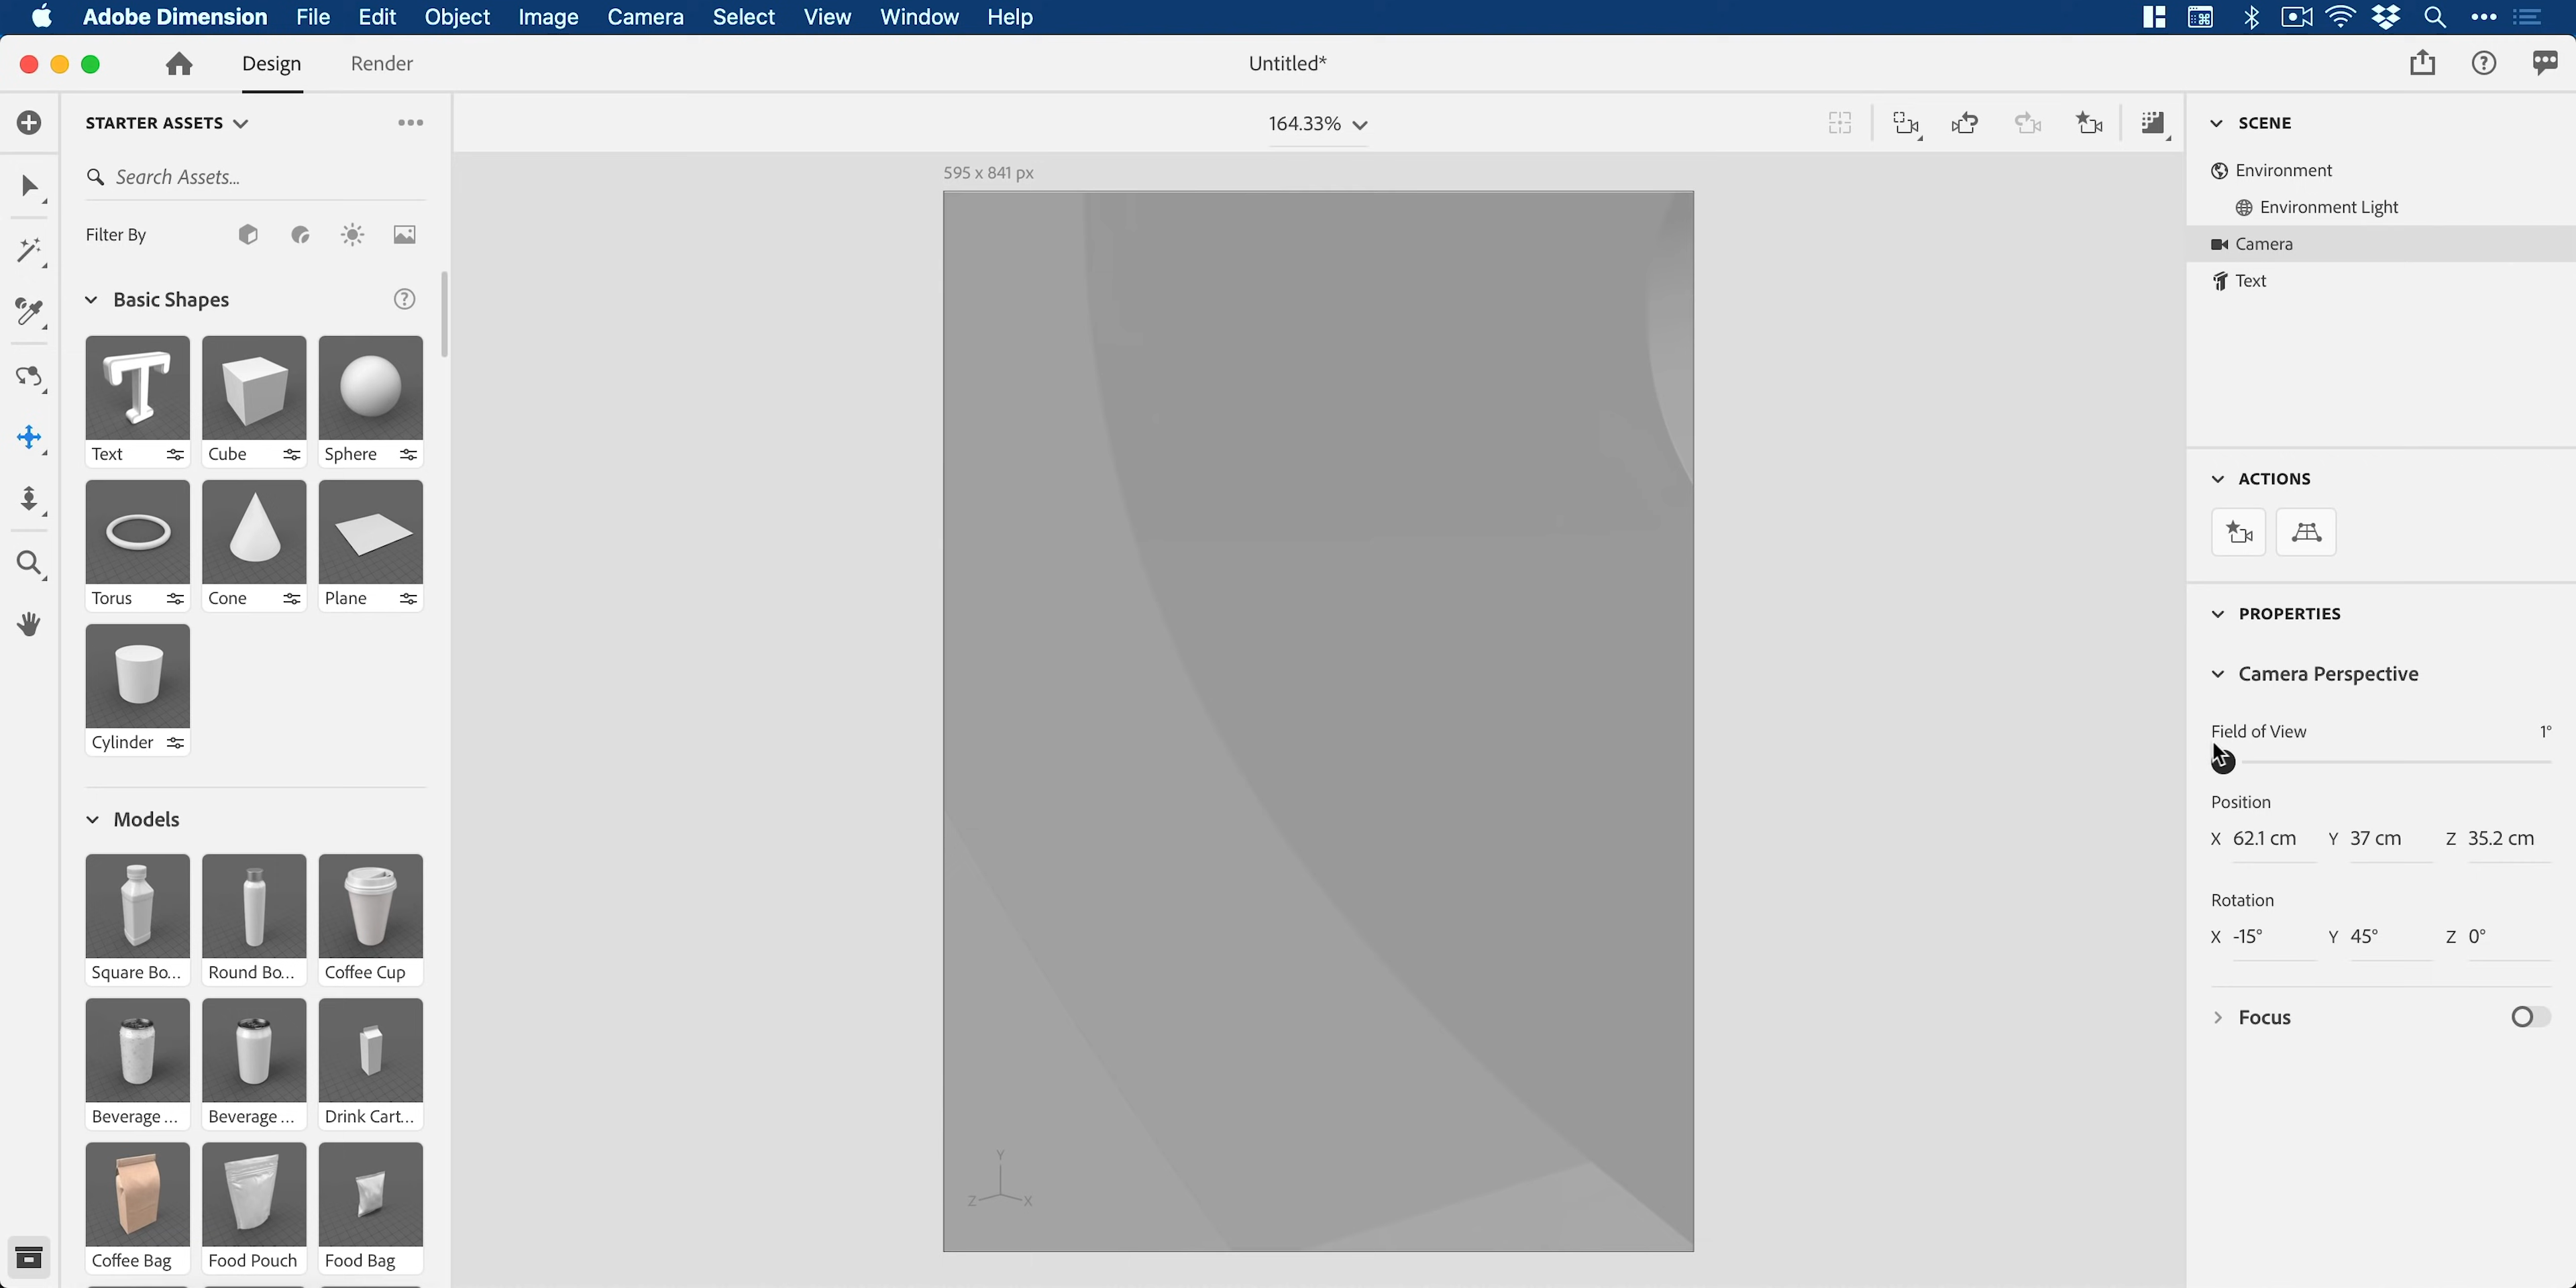 Adobe Dimension File Edit Object Image Camera Select View Window Help
Design Render Untitled*
STARTER ASSETS
Search Assets...
Filter By
Basic Shapes
Text Cube Sphere
Torus Cone Plane
Cylinder
Models
Square Bo... Round Bo... Coffee Cup
Beverage ... Beverage ... Drink Cart...
Coffee Bag Food Pouch Food Bag
164.33%
595 x 841 px
Y
Z X
SCENE
Environment
Environment Light
Camera
Text
ACTIONS
PROPERTIES
Camera Perspective
Field of View 1°
Position
X 62.1 cm Y 37 cm Z 35.2 cm
Rotation
X -15° Y 45° Z 0°
Focus